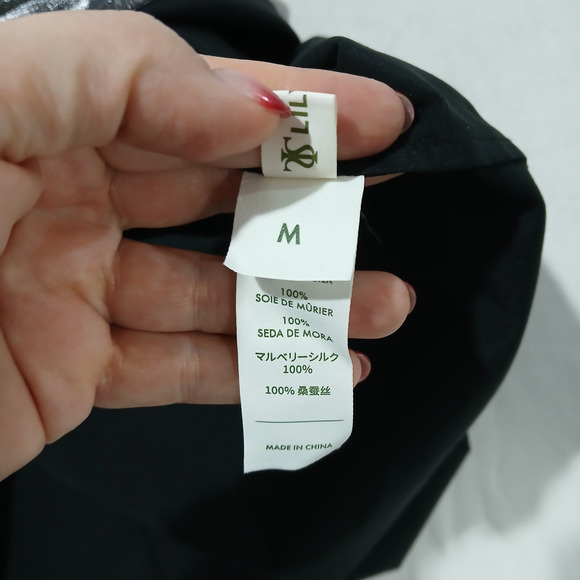 LIL
M
100%
SOIE DE MÛRIER
100%
SEDA DE MORA
マルベリーシルク
100%
100% 桑蚕丝
MADE IN CHINA